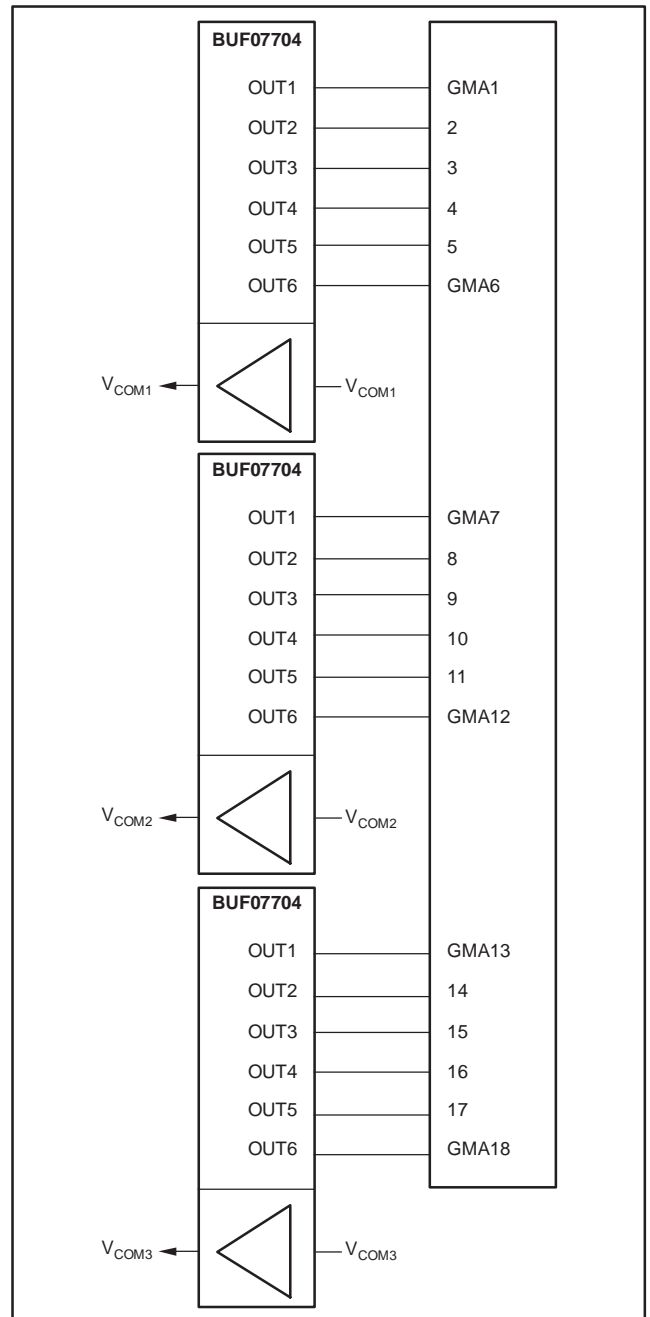 BUF07704
OUT1 GMA1
OUT2 2
OUT3 3
OUT4 4
OUT5 5
OUT6 GMA6
VCOM1 VCOM1
BUF07704
OUT1 GMA7
OUT2 8
OUT3 9
OUT4 10
OUT5 11
OUT6 GMA12
VCOM2 VCOM2
BUF07704
OUT1 GMA13
OUT2 14
OUT3 15
OUT4 16
OUT5 17
OUT6 GMA18
VCOM3 VCOM3